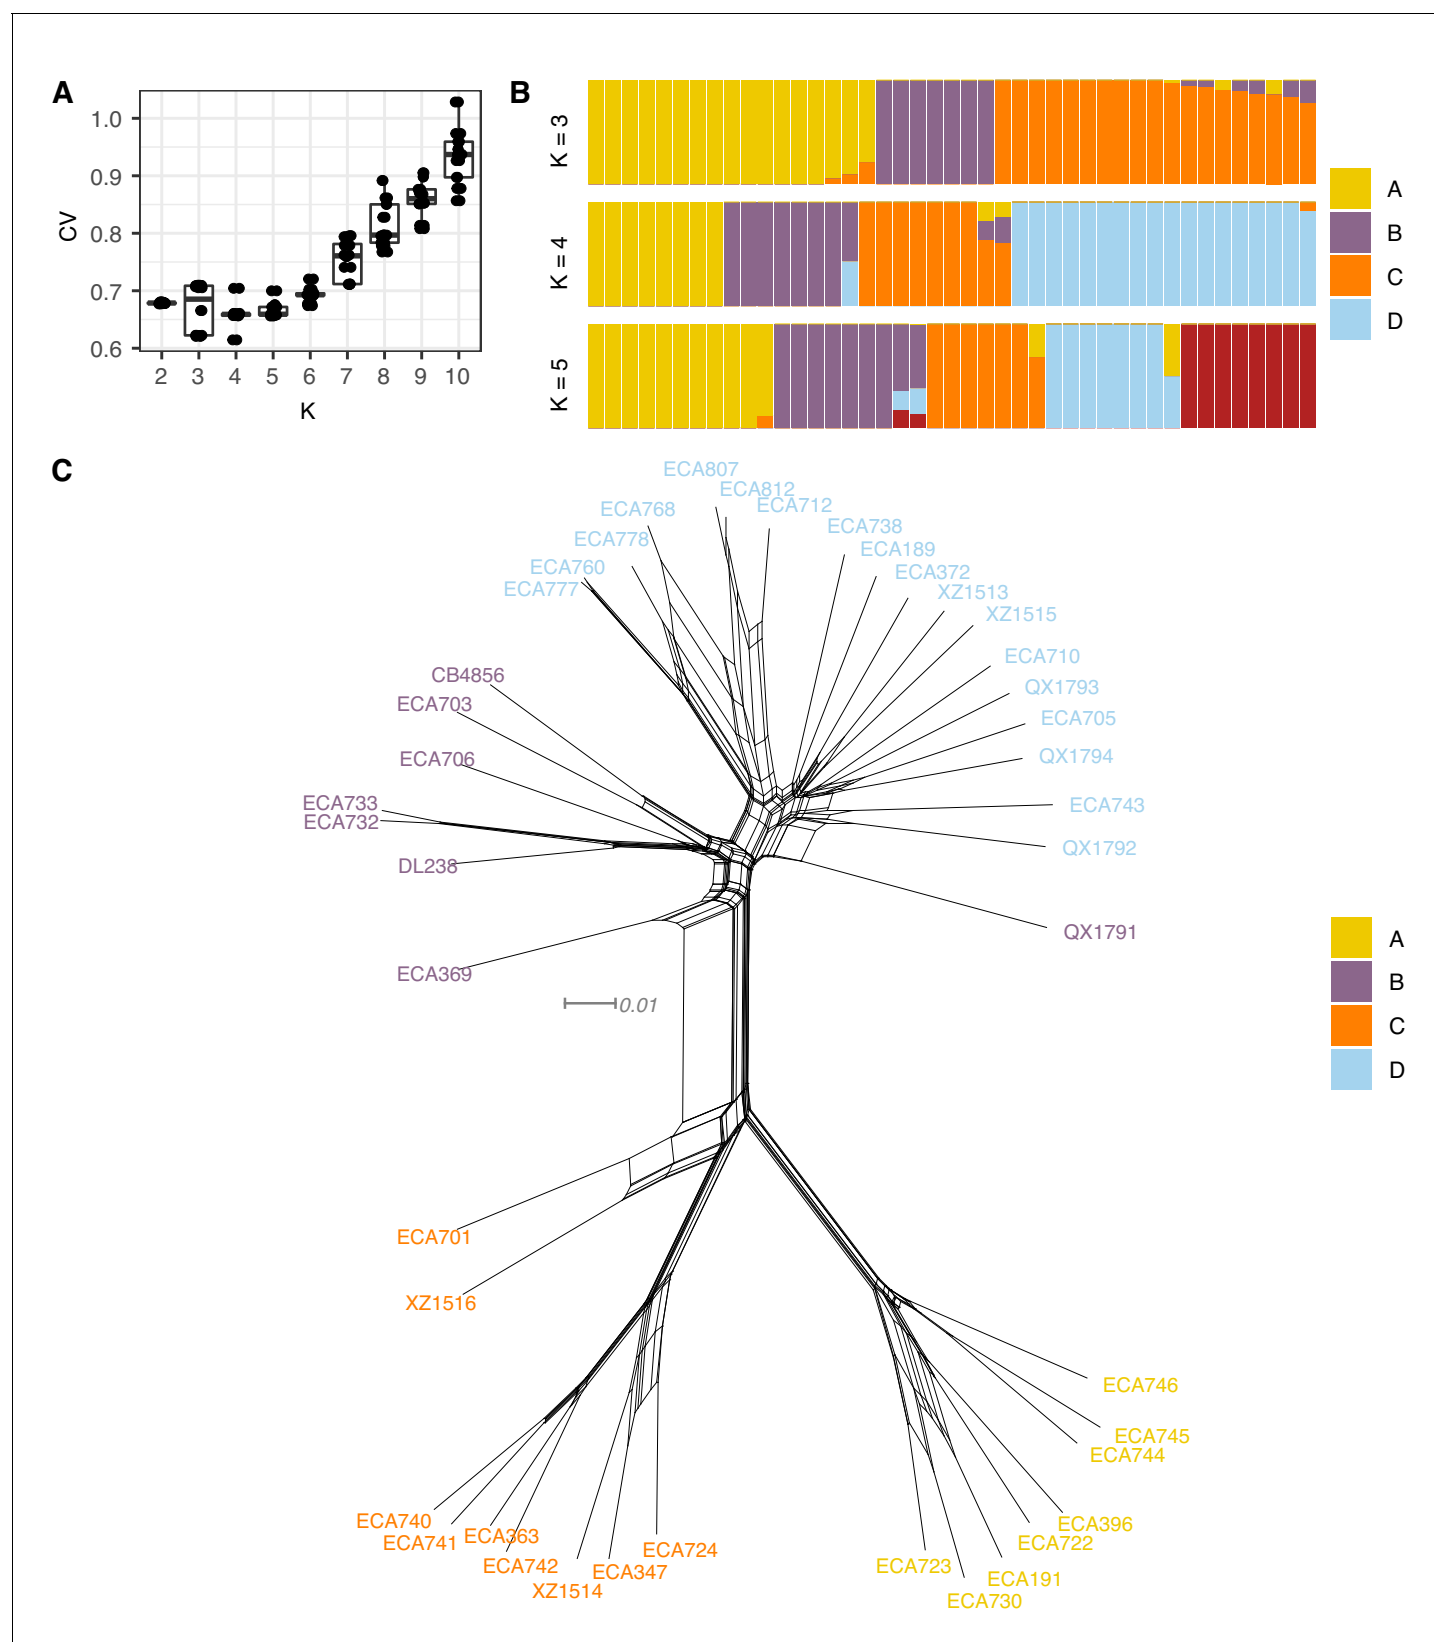 A
CV
1.0
0.9
0.8
0.7
0.6
2 3 4 5 6 7 8 9 10
K
B
K = 3
K = 4
K = 5
A
B
C
D
C
ECA807
ECA812
ECA712
ECA768
ECA738
ECA778
ECA189
ECA760
ECA372
ECA777
XZ1513
XZ1515
ECA710
CB4856
QX1793
ECA703
ECA705
ECA706
QX1794
ECA733
ECA743
ECA732
QX1792
DL238
QX1791
ECA369
0.01
A
B
C
D
ECA701
XZ1516
ECA746
ECA745
ECA744
ECA740
ECA396
ECA741
ECA363
ECA722
ECA724
ECA742
ECA723
ECA347
ECA191
XZ1514
ECA730